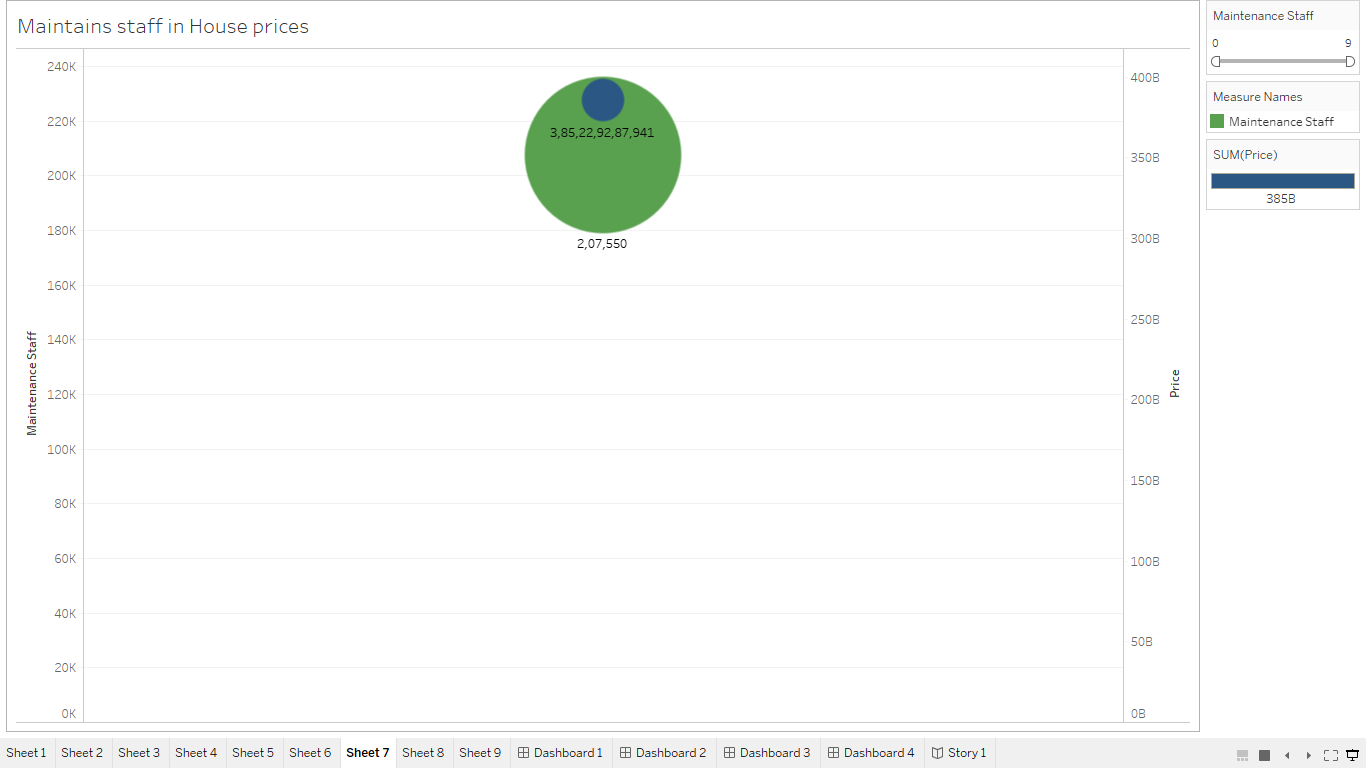 Maintains staff in House prices
240K
220K
200K
180K
160K
140K
120K
100K
80K
60K
40K
20K
0K
Maintenance Staff
3,85,22,92,87,941
2,07,550
400B
350B
300B
250B
200B
150B
100B
50B
0B
Price
Maintenance Staff
0 9
Measure Names
Maintenance Staff
SUM(Price)
385B
Sheet 1 Sheet 2 Sheet 3 Sheet 4 Sheet 5 Sheet 6 Sheet 7 Sheet 8 Sheet 9 Dashboard 1 Dashboard 2 Dashboard 3 Dashboard 4 Story 1